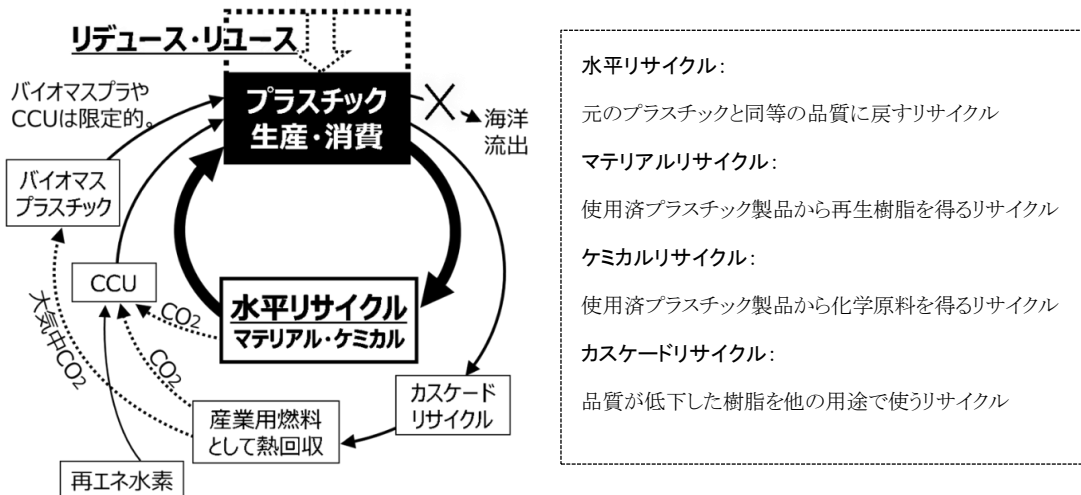 リデュース・リユース
バイオマスプラや
CCUは限定的。
プラスチック
生産・消費
海洋
流出
バイオマス
プラスチック
CCU
大気中CO2
CO2
CO2
水平リサイクル
マテリアル・ケミカル
カスケード
リサイクル
産業用燃料
として熱回収
再エネ水素
水平リサイクル：
元のプラスチックと同等の品質に戻すリサイクル
マテリアルリサイクル：
使用済プラスチック製品から再生樹脂を得るリサイクル
ケミカルリサイクル：
使用済プラスチック製品から化学原料を得るリサイクル
カスケードリサイクル：
品質が低下した樹脂を他の用途で使うリサイクル